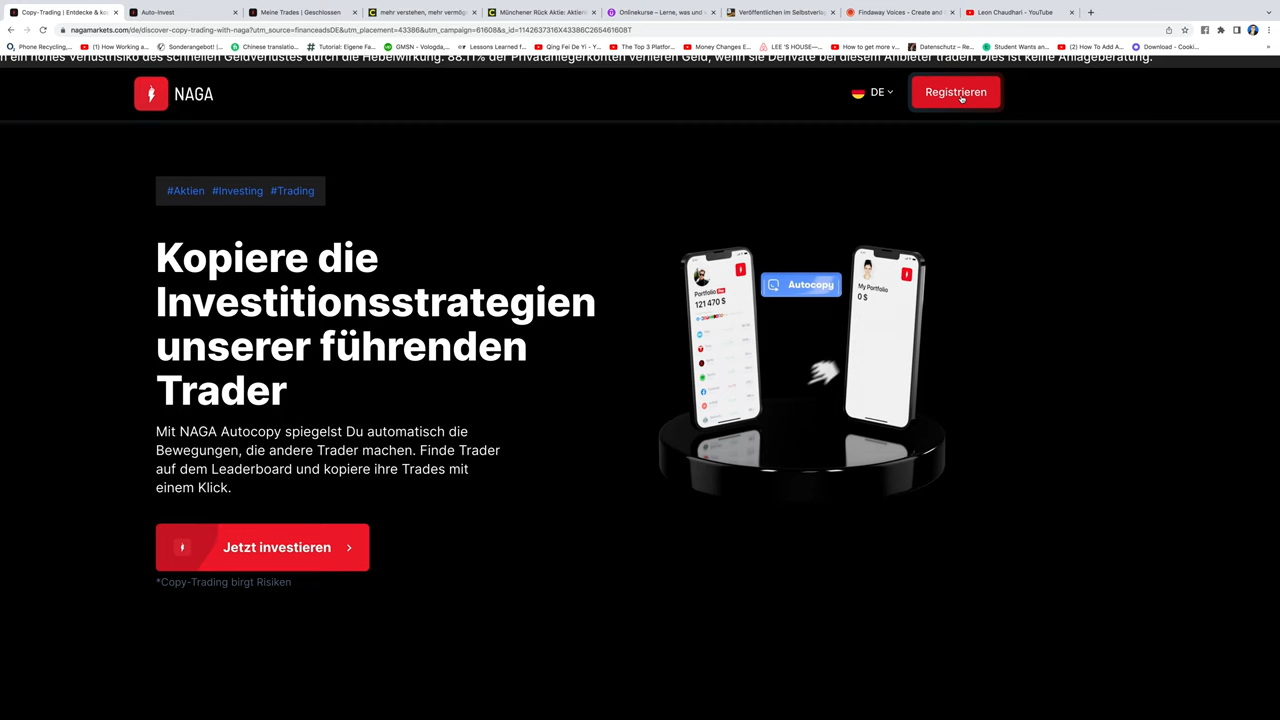 Copy-Trading | Entdecke & ko
Auto-Invest
Meine Trades | Geschlossen
mehr verstehen, mehr vermög
Münchener Rück Aktie: Aktien
Onlinekurse – Lerne, was und
Veröffentlichen im Selbstverlag
Findaway Voices - Create and
Leon Chaudhari - YouTube
nagamarkets.com/de/discover-copy-trading-with-naga?utm_source=financeadsDE&utm_placement=43386&utm_campaign=61608&s_id=1142637316X43386C265461608T
Phone Recycling,...
(1) How Working a...
Sonderangebot! |...
Chinese translatio...
Tutorial: Eigene Fa...
GMSN - Vologda,...
Lessons Learned f...
Qing Fei De Yi - Y...
The Top 3 Platfor...
Money Changes E...
LEE 'S HOUSE—...
How to get more v...
Datenschutz – Re...
Student Wants an...
(2) How To Add A...
Download - Cooki...
n ein hohes Verlustrisiko des schnellen Geldverlustes durch die Hebelwirkung. 88.11% der Privatanlegerkonten verlieren Geld, wenn sie Derivate bei diesem Anbieter traden. Dies ist keine Anlageberatung.
NAGA
DE
Registrieren
#Aktien #Investing #Trading
Kopiere die
Investitionsstrategien
unserer führenden
Trader
Mit NAGA Autocopy spiegelst Du automatisch die
Bewegungen, die andere Trader machen. Finde Trader
auf dem Leaderboard und kopiere ihre Trades mit
einem Klick.
Jetzt investieren
*Copy-Trading birgt Risiken
Portfolio
121 470 $
Autocopy
My Portfolio
0 $